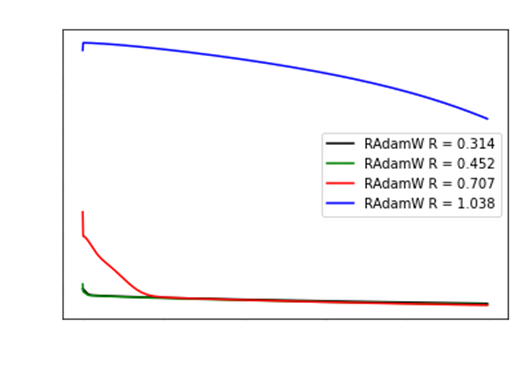 RAdamW R = 0.314
RAdamW R = 0.452
RAdamW R = 0.707
RAdamW R = 1.038